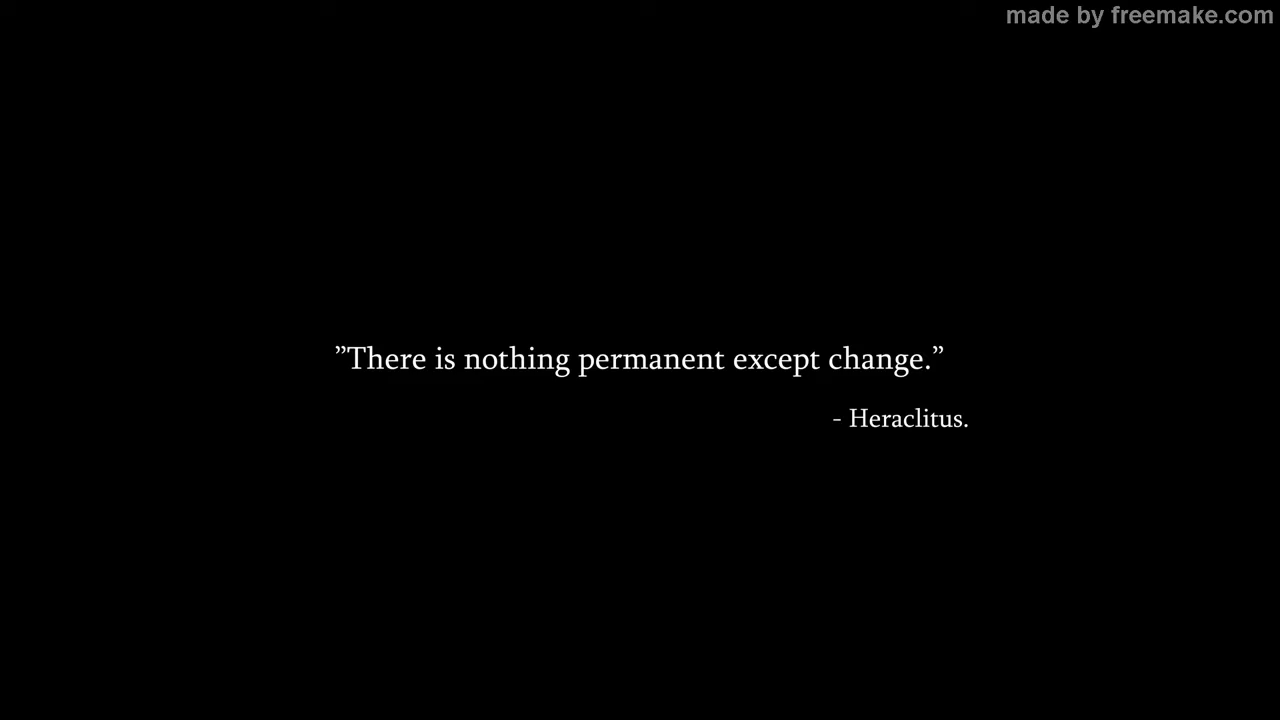 made by freemake.com
”There is nothing permanent except change.”
- Heraclitus.